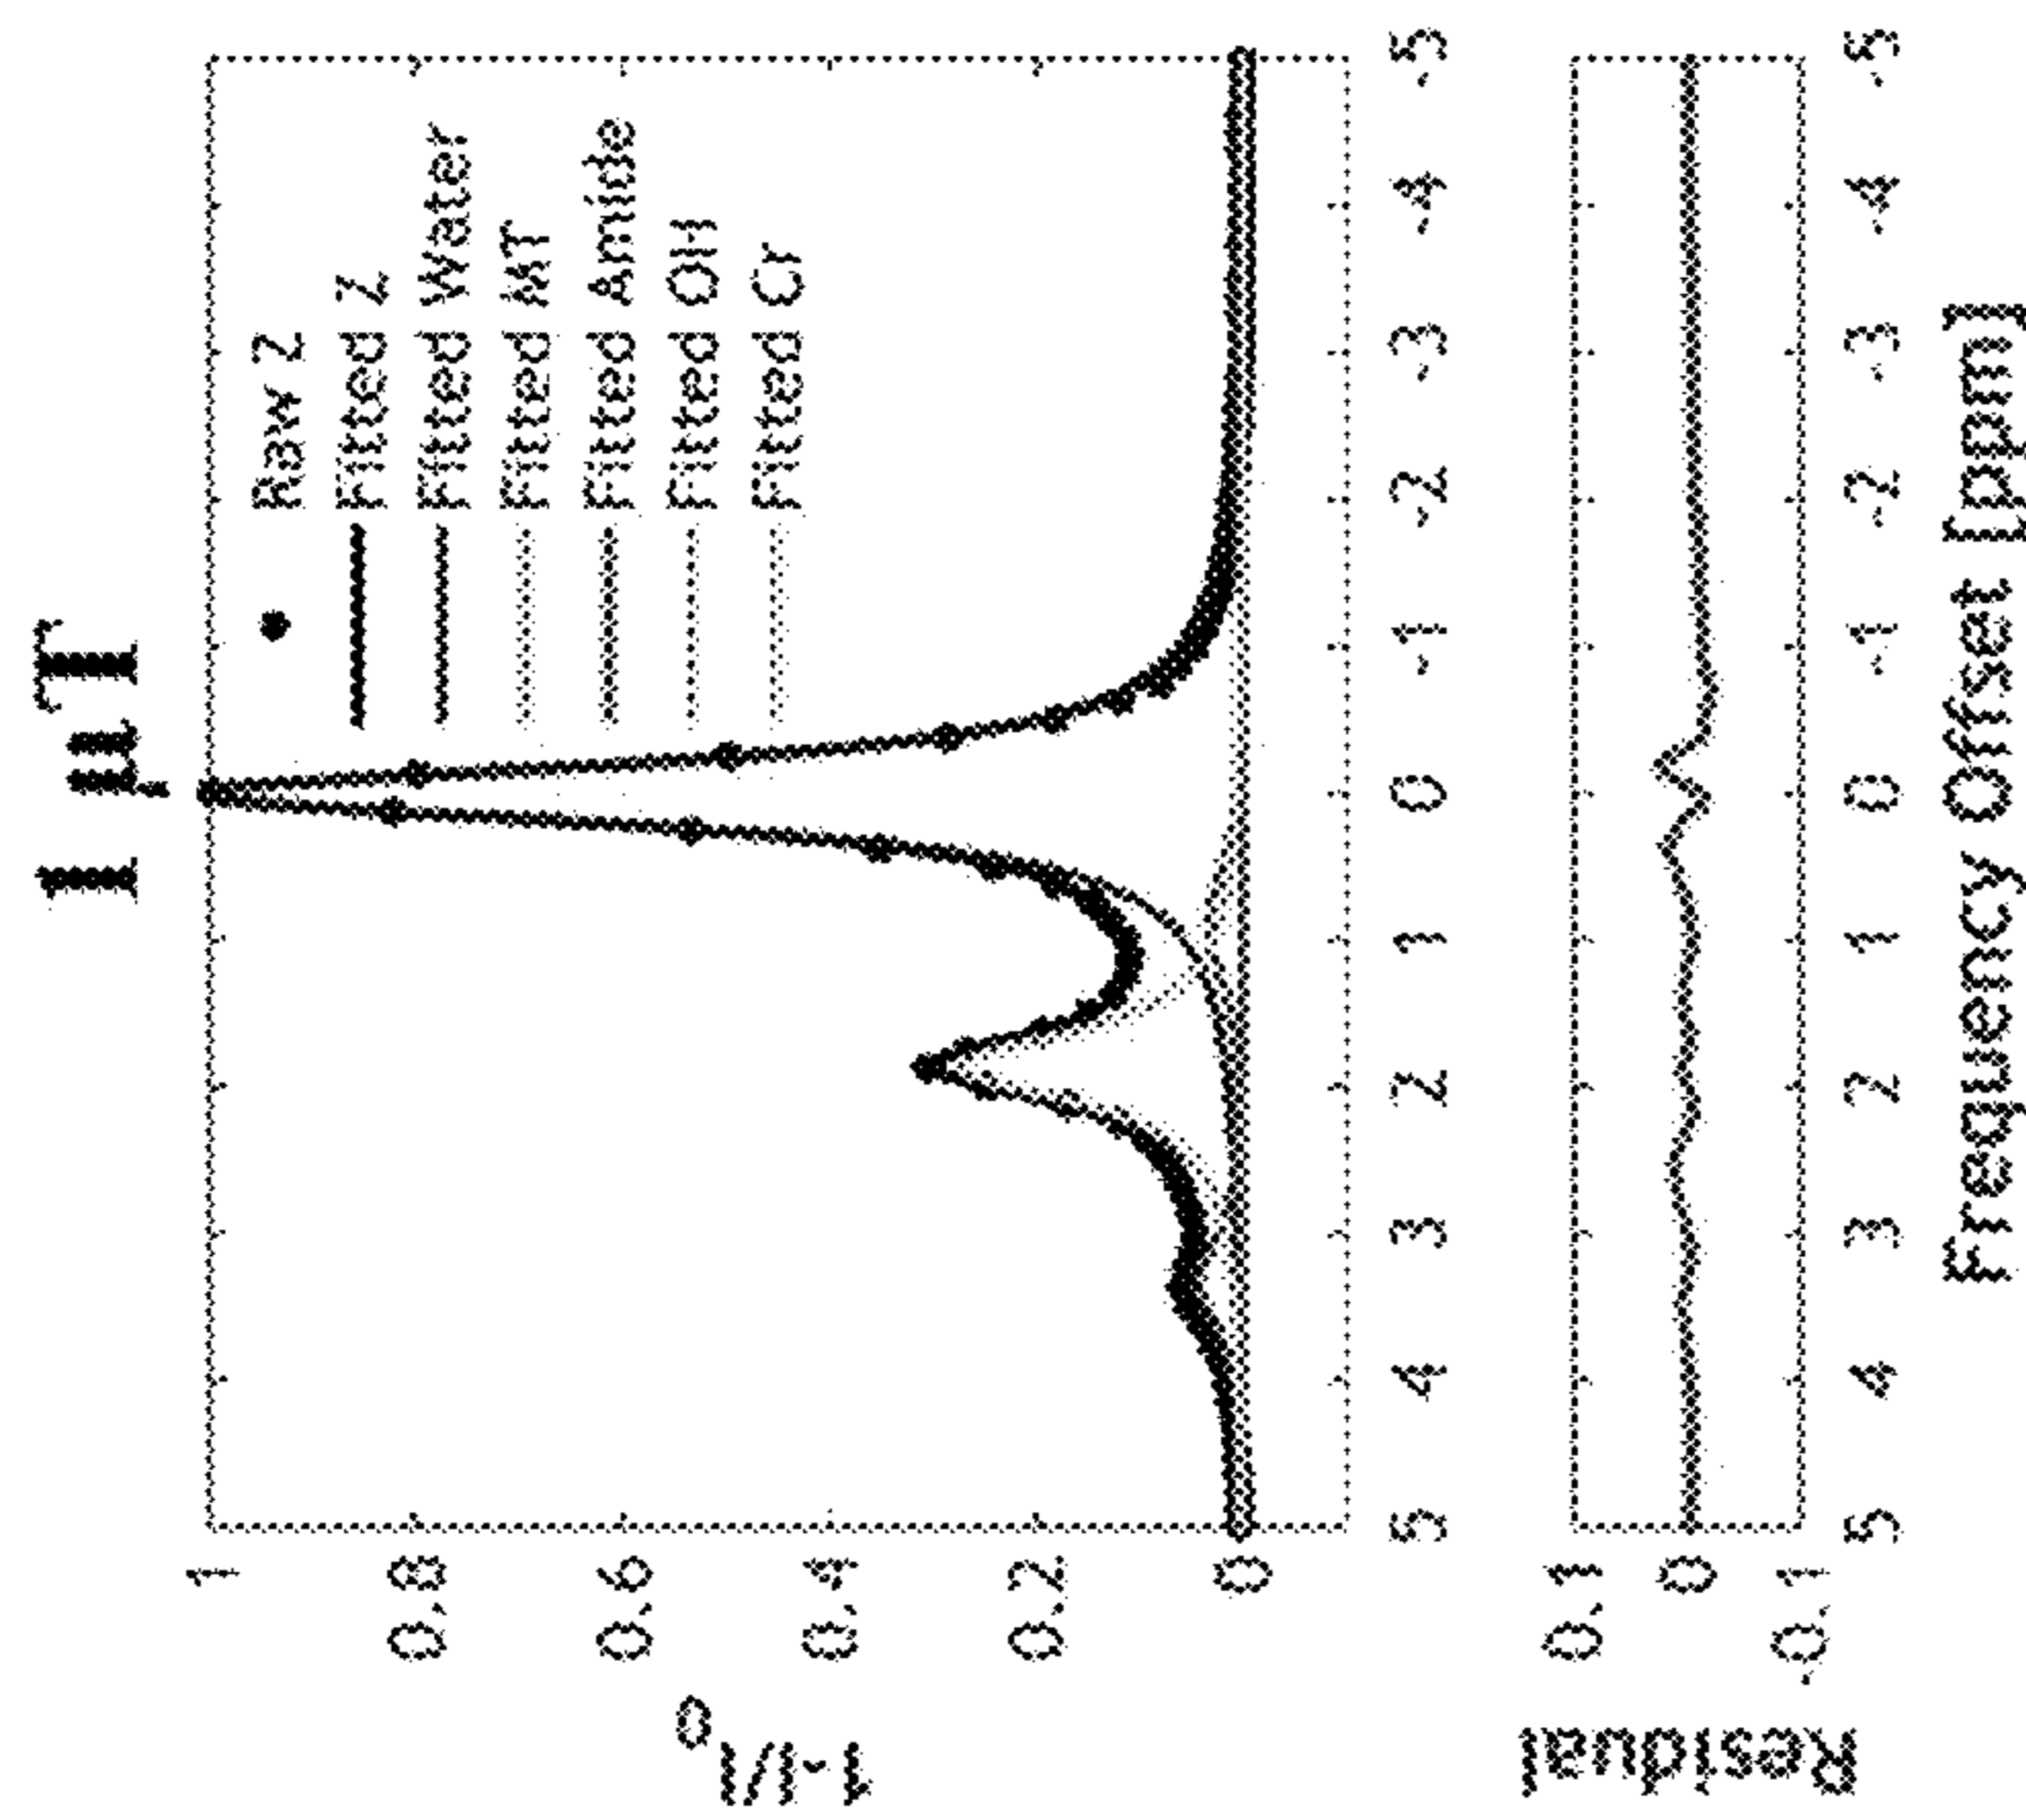 1 µT
1-I/I0
1
0.8
0.6
0.4
0.2
0
Raw Z
Fitted Z
Fitted Water
Fitted MT
Fitted Amide
Fitted OH
Fitted Cr
5 4 3 2 1 0 -1 -2 -3 -4 -5
Residual
0.1
0
-0.1
5 4 3 2 1 0 -1 -2 -3 -4 -5
Frequency Offset [ppm]